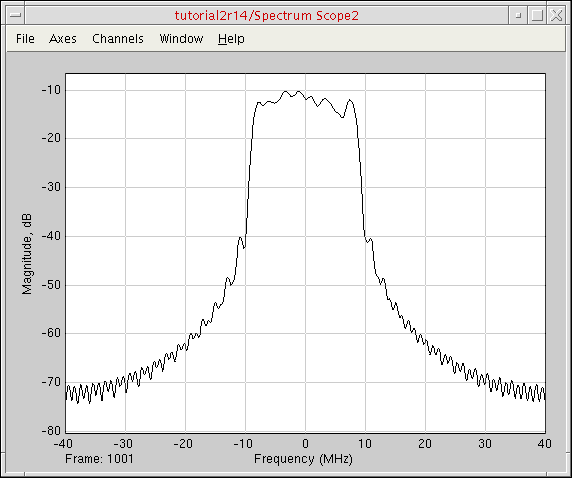 tutorial2r14/Spectrum Scope2
File Axes Channels Window Help
Magnitude, dB
-10
-20
-30
-40
-50
-60
-70
-80
-40 -30 -20 -10 0 10 20 30 40
Frame: 1001 Frequency (MHz)